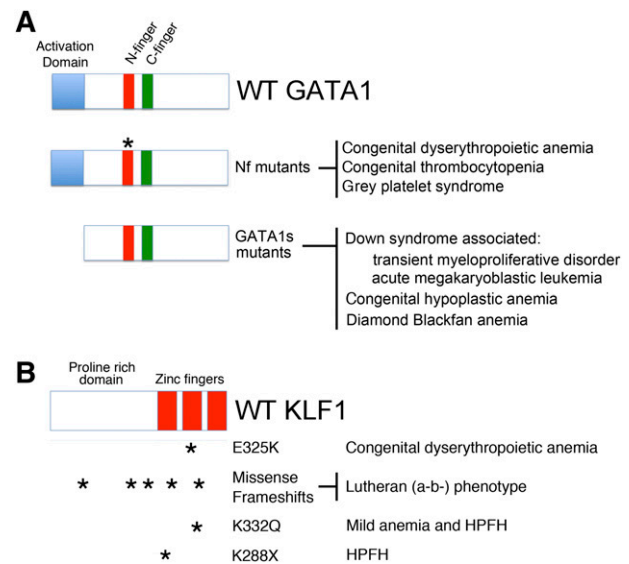 A
Activation
Domain
N-finger
C-finger
WT GATA1
*
Nf mutants
Congenital dyserythropoietic anemia
Congenital thrombocytopenia
Grey platelet syndrome
GATA1s
mutants
Down syndrome associated:
transient myeloproliferative disorder
acute megakaryoblastic leukemia
Congenital hypoplastic anemia
Diamond Blackfan anemia
B
Proline rich
domain
Zinc fingers
WT KLF1
* E325K Congenital dyserythropoietic anemia
* * * * * Missense
Frameshifts
Lutheran (a-b-) phenotype
* K332Q Mild anemia and HPFH
* K288X HPFH